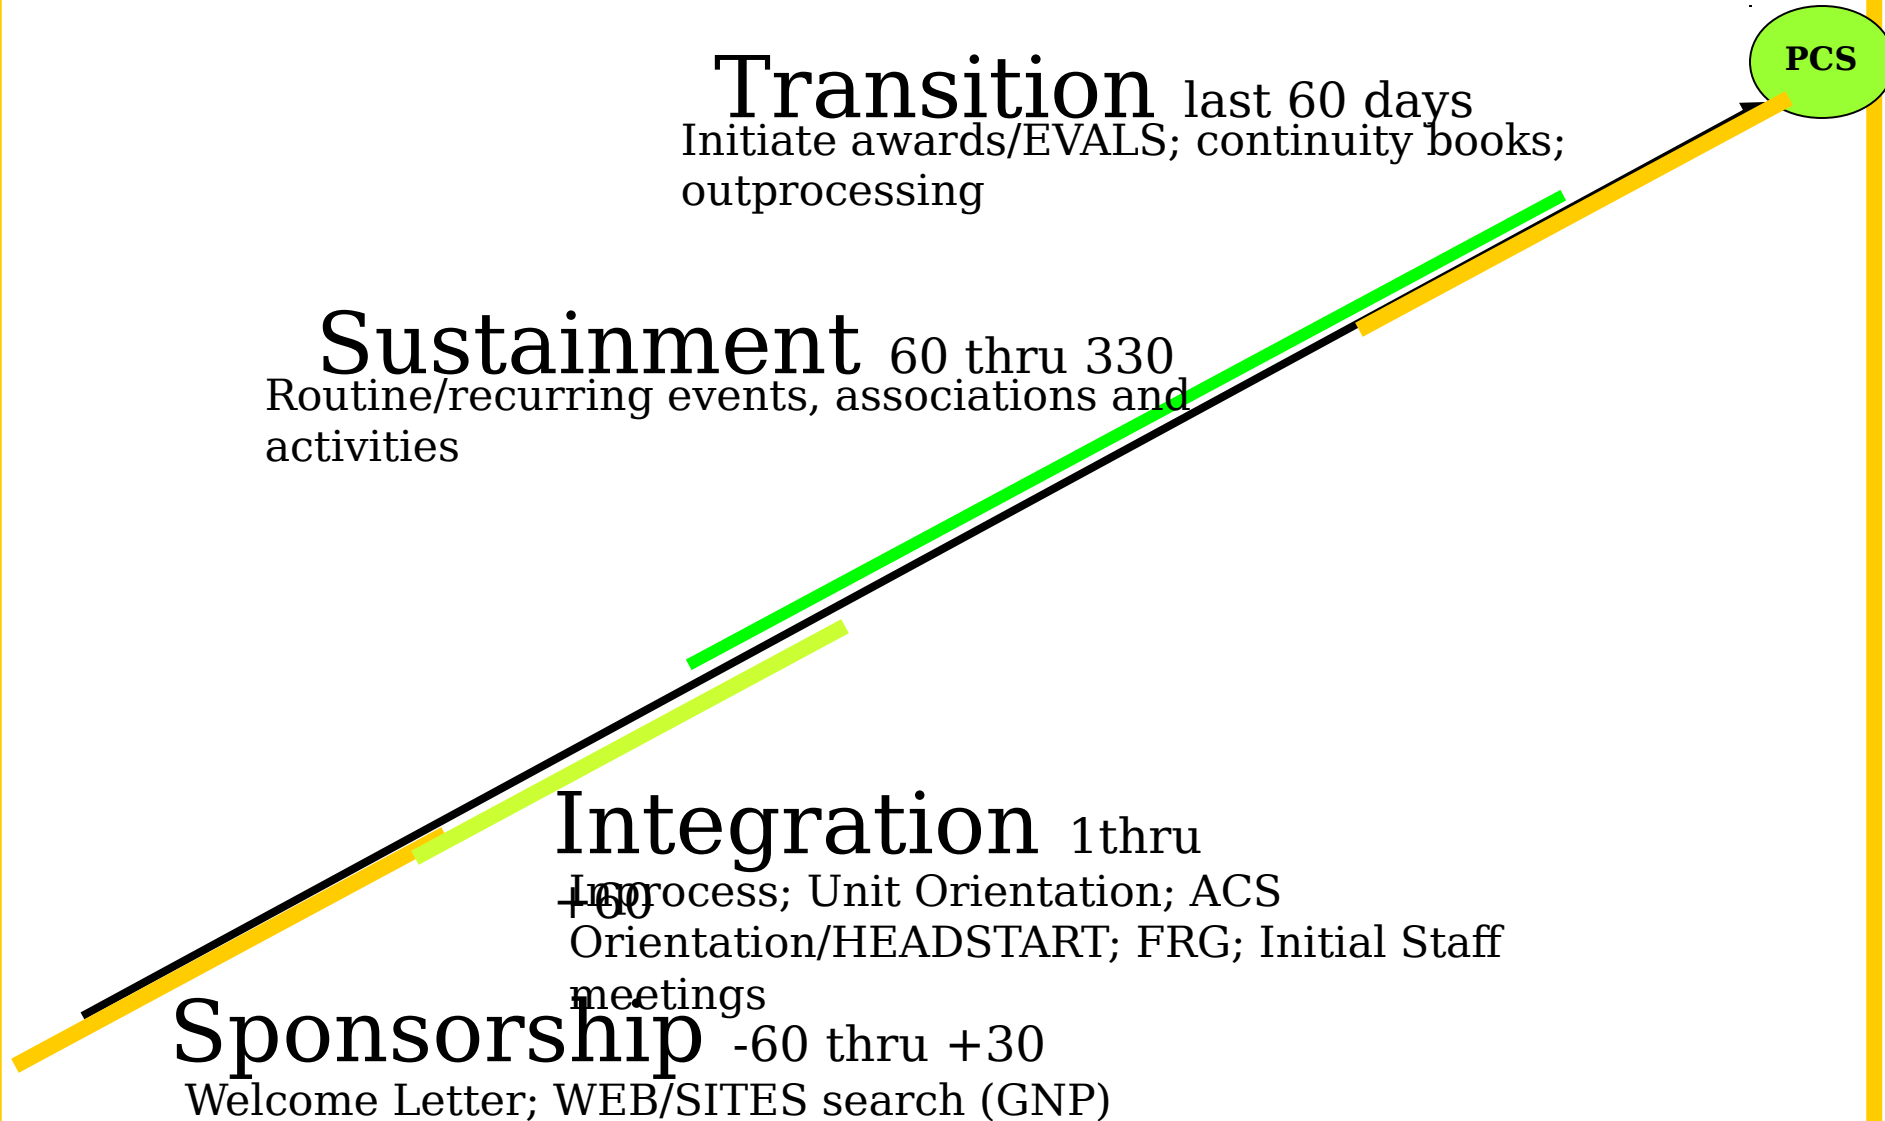 PCS
Transition last 60 days
Initiate awards/EVALS; continuity books;
outprocessing
Sustainment 60 thru 330
Routine/recurring events, associations and
activities
Integration 1thru
+60
Inprocess; Unit Orientation; ACS
Orientation/HEADSTART; FRG; Initial Staff
meetings
Sponsorship -60 thru +30
Welcome Letter; WEB/SITES search (GNP)